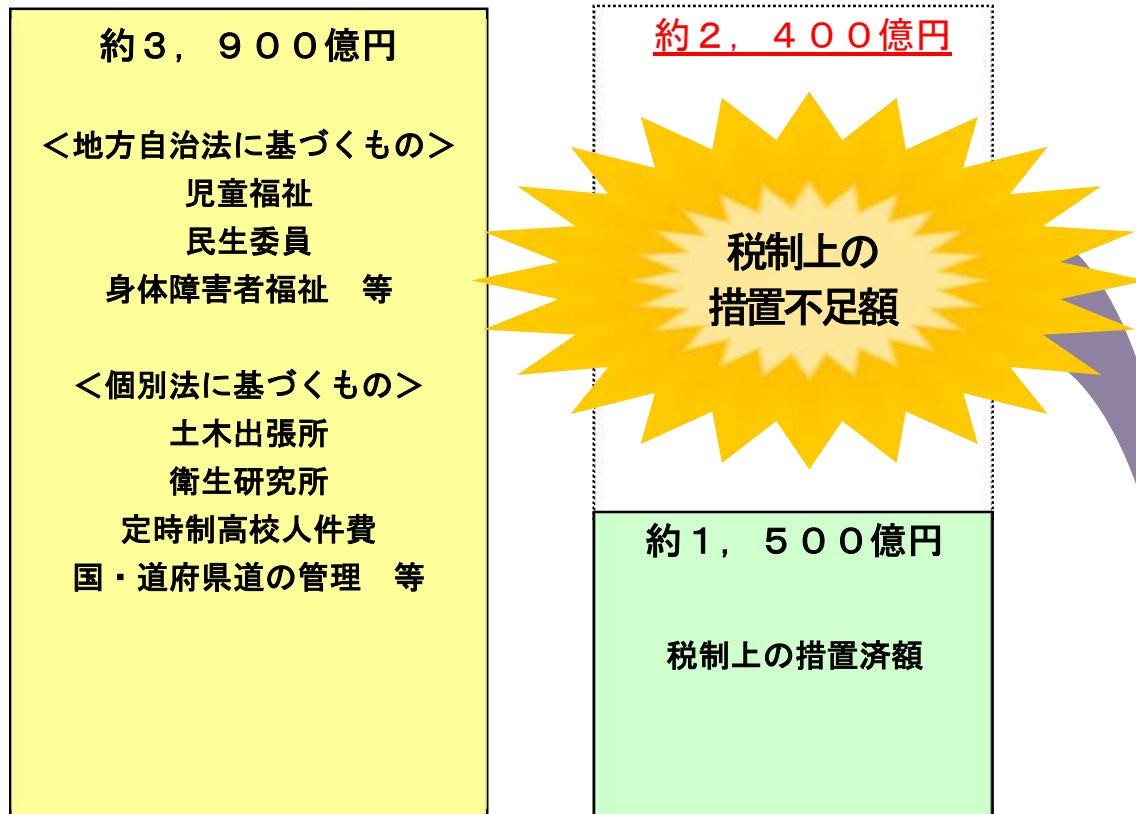 約３，９００億円
＜地方自治法に基づくもの＞
児童福祉
民生委員
身体障害者福祉　等
＜個別法に基づくもの＞
土木出張所
衛生研究所
定時制高校人件費
国・道府県道の管理　等
約２，４００億円
税制上の
措置不足額
約１，５００億円
税制上の措置済額